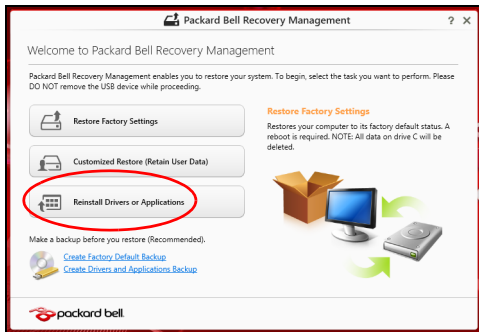 Packard Bell Recovery Management
? X
Welcome to Packard Bell Recovery Management
Packard Bell Recovery Management enables you to restore your system. To begin, select the task you want to perform. Please
DO NOT remove the USB device while proceeding.
Restore Factory Settings
Customized Restore (Retain User Data)
Reinstall Drivers or Applications
Restore Factory Settings
Restores your computer to its factory default status. A
reboot is required. NOTE: All data on drive C will be
deleted.
Make a backup before you restore (Recommended).
Create Factory Default Backup
Create Drivers and Applications Backup
packard bell